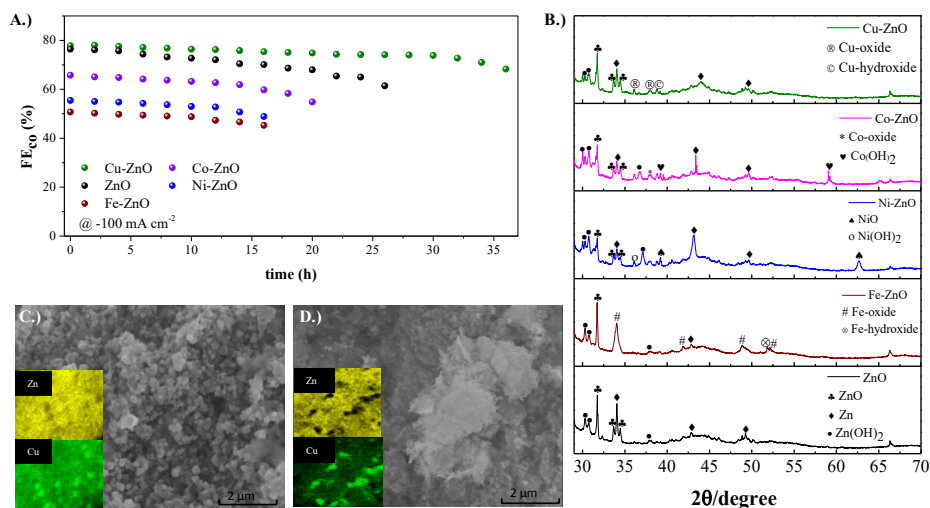 A.)
80
60
40
20
0
FE_CO (%)
Cu-ZnO
Co-ZnO
ZnO
Ni-ZnO
Fe-ZnO
@ -100 mA cm⁻²
0 5 10 15 20 25 30 35
time (h)
B.)
Cu-ZnO
® Cu-oxide
© Cu-hydroxide
® ® ©
Co-ZnO
* Co-oxide
♥ Co(OH)₂
Ni-ZnO
♠ NiO
o Ni(OH)₂
Fe-ZnO
# Fe-oxide
⊗ Fe-hydroxide
ZnO
♣ ZnO
♦ Zn
● Zn(OH)₂
30 35 40 45 50 55 60 65 70
2θ/degree
C.)
Zn
Cu
2 μm
D.)
Zn
Cu
2 μm